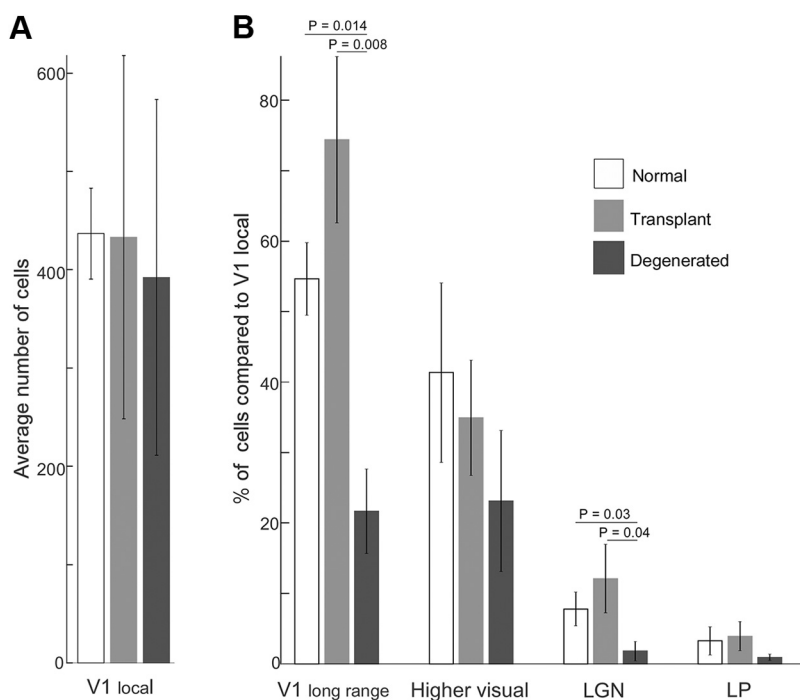 A
B
P = 0.014
P = 0.008
600
400
200
0
Average number of cells
V1 local
80
60
40
20
0
% of cells compared to V1 local
Normal
Transplant
Degenerated
P = 0.03
P = 0.04
V1 long range
Higher visual
LGN
LP